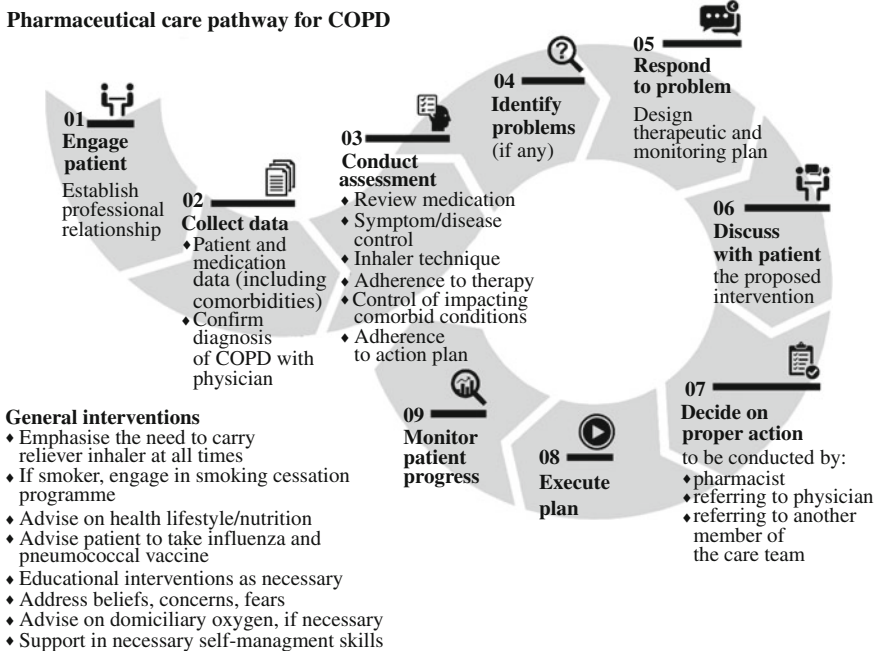 Pharmaceutical care pathway for COPD
01
Engage
patient
Establish
professional
relationship
02
Collect data
♦ Patient and
medication
data (including
comorbidities)
♦ Confirm
diagnosis
of COPD with
physician
03
Conduct
assessment
♦ Review medication
♦ Symptom/disease
control
♦ Inhaler technique
♦ Adherence to therapy
♦ Control of impacting
comorbid conditions
♦ Adherence
to action plan
04
Identify
problems
(if any)
05
Respond
to problem
Design
therapeutic and
monitoring plan
06
Discuss
with patient
the proposed
intervention
07
Decide on
proper action
to be conducted by:
♦ pharmacist
♦ referring to physician
♦ referring to another
member of
the care team
08
Execute
plan
09
Monitor
patient
progress
General interventions
♦ Emphasise the need to carry
reliever inhaler at all times
♦ If smoker, engage in smoking cessation
programme
♦ Advise on health lifestyle/nutrition
♦ Advise patient to take influenza and
pneumococcal vaccine
♦ Educational interventions as necessary
♦ Address beliefs, concerns, fears
♦ Advise on domiciliary oxygen, if necessary
♦ Support in necessary self-managment skills